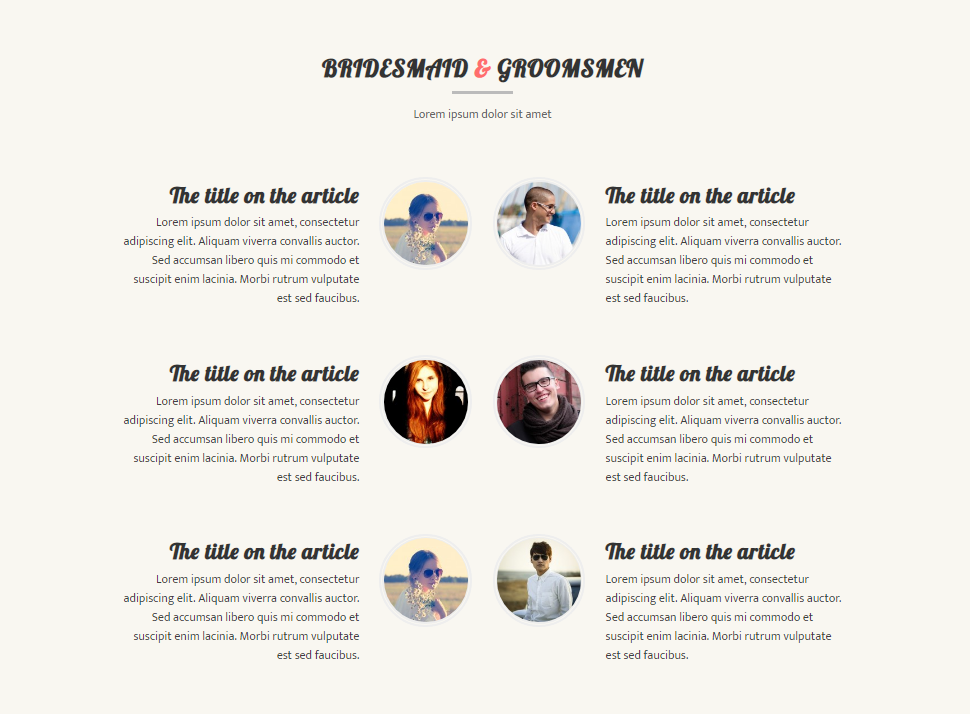 BRIDESMAID & GROOMSMEN
Lorem ipsum dolor sit amet
The title on the article
Lorem ipsum dolor sit amet, consectetur
adipiscing elit. Aliquam viverra convallis auctor.
Sed accumsan libero quis mi commodo et
suscipit enim lacinia. Morbi rutrum vulputate
est sed faucibus.
The title on the article
Lorem ipsum dolor sit amet, consectetur
adipiscing elit. Aliquam viverra convallis auctor.
Sed accumsan libero quis mi commodo et
suscipit enim lacinia. Morbi rutrum vulputate
est sed faucibus.
The title on the article
Lorem ipsum dolor sit amet, consectetur
adipiscing elit. Aliquam viverra convallis auctor.
Sed accumsan libero quis mi commodo et
suscipit enim lacinia. Morbi rutrum vulputate
est sed faucibus.
The title on the article
Lorem ipsum dolor sit amet, consectetur
adipiscing elit. Aliquam viverra convallis auctor.
Sed accumsan libero quis mi commodo et
suscipit enim lacinia. Morbi rutrum vulputate
est sed faucibus.
The title on the article
Lorem ipsum dolor sit amet, consectetur
adipiscing elit. Aliquam viverra convallis auctor.
Sed accumsan libero quis mi commodo et
suscipit enim lacinia. Morbi rutrum vulputate
est sed faucibus.
The title on the article
Lorem ipsum dolor sit amet, consectetur
adipiscing elit. Aliquam viverra convallis auctor.
Sed accumsan libero quis mi commodo et
suscipit enim lacinia. Morbi rutrum vulputate
est sed faucibus.